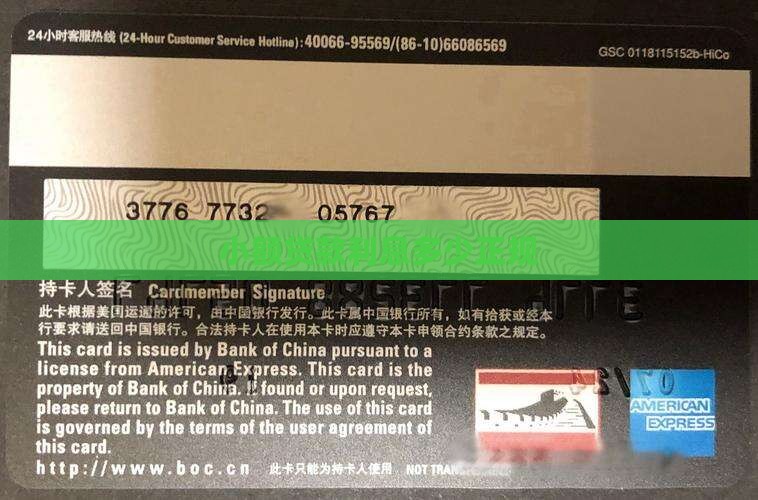 24小时客服热线 (24-Hour Customer Service Hotline):40066-95569/(86-10)66086569
GSC 0118115152b-HiCo
3776 7732 05767
持卡人签名 Cardmember Signature
此卡根据美国运通的许可，由中国银行发行。此卡属中国银行所有，如有拾获或经本
行要求请送回中国银行。合法持卡人在使用本卡时应遵守本卡申领合约条款之规定。
This card is issued by Bank of China pursuant to a
license from American Express. This card is the
property of Bank of China. If found or upon request,
please return to Bank of China. The use of this card
is governed by the terms of the user agreement of
this card.
http://www.boc.cn 此卡只能为持卡人使用 NOT
AMERICAN
EXPRESS